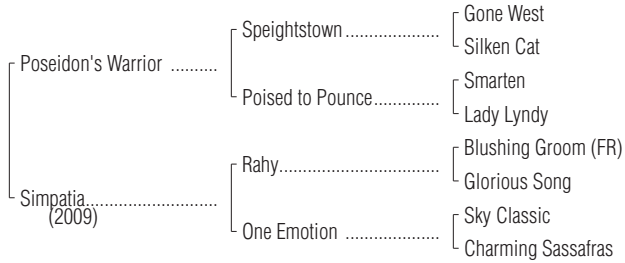 Gone West
Speightstown ...................
Silken Cat
Poseidon's Warrior ..........
Smarten
Poised to Pounce.............
Lady Lyndy
Blushing Groom (FR)
Rahy................................
Glorious Song
Simpatia..........................
(2009)
Sky Classic
One Emotion ...................
Charming Sassafras